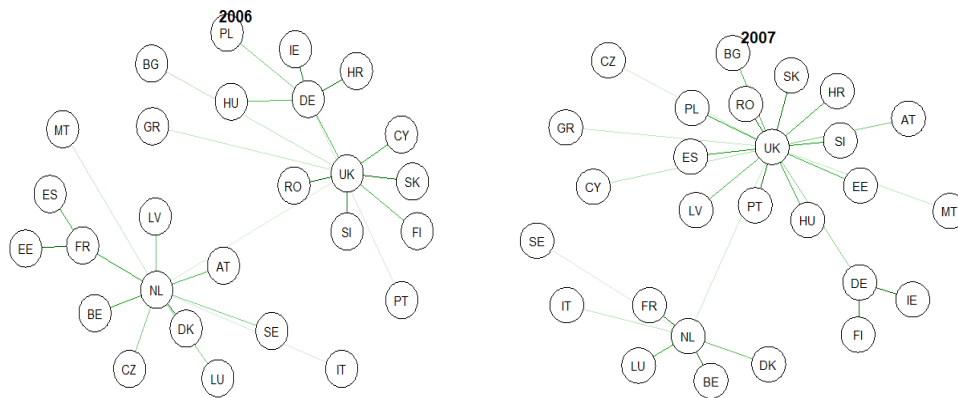 2006
PL
IE
BG
HR
DE
HU
MT
GR
CY
UK
RO
SK
ES
LV
SI
FI
EE
FR
AT
NL
PT
BE
DK
SE
CZ
LU
IT
2007
BG
CZ
SK
HR
RO
PL
AT
GR
SI
UK
ES
CY
EE
LV
PT
MT
HU
SE
DE
IE
IT
FR
FI
NL
LU
DK
BE